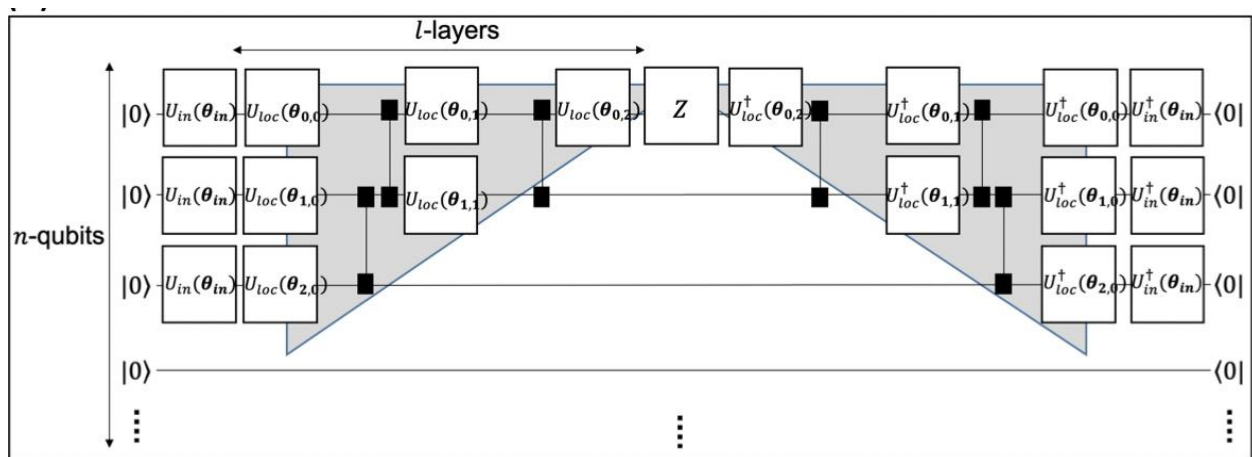 l-layers
|0⟩ U_in(θ_in) U_loc(θ_0,0) U_loc(θ_0,1) U_loc(θ_0,2) Z U†_loc(θ_0,2) U†_loc(θ_0,1) U†_loc(θ_0,0) U†_in(θ_in) ⟨0|
|0⟩ U_in(θ_in) U_loc(θ_1,0) U_loc(θ_1,1) U†_loc(θ_1,1) U†_loc(θ_1,0) U†_in(θ_in) ⟨0|
n-qubits
|0⟩ U_in(θ_in) U_loc(θ_2,0) U†_loc(θ_2,0) U†_in(θ_in) ⟨0|
|0⟩ ⟨0|